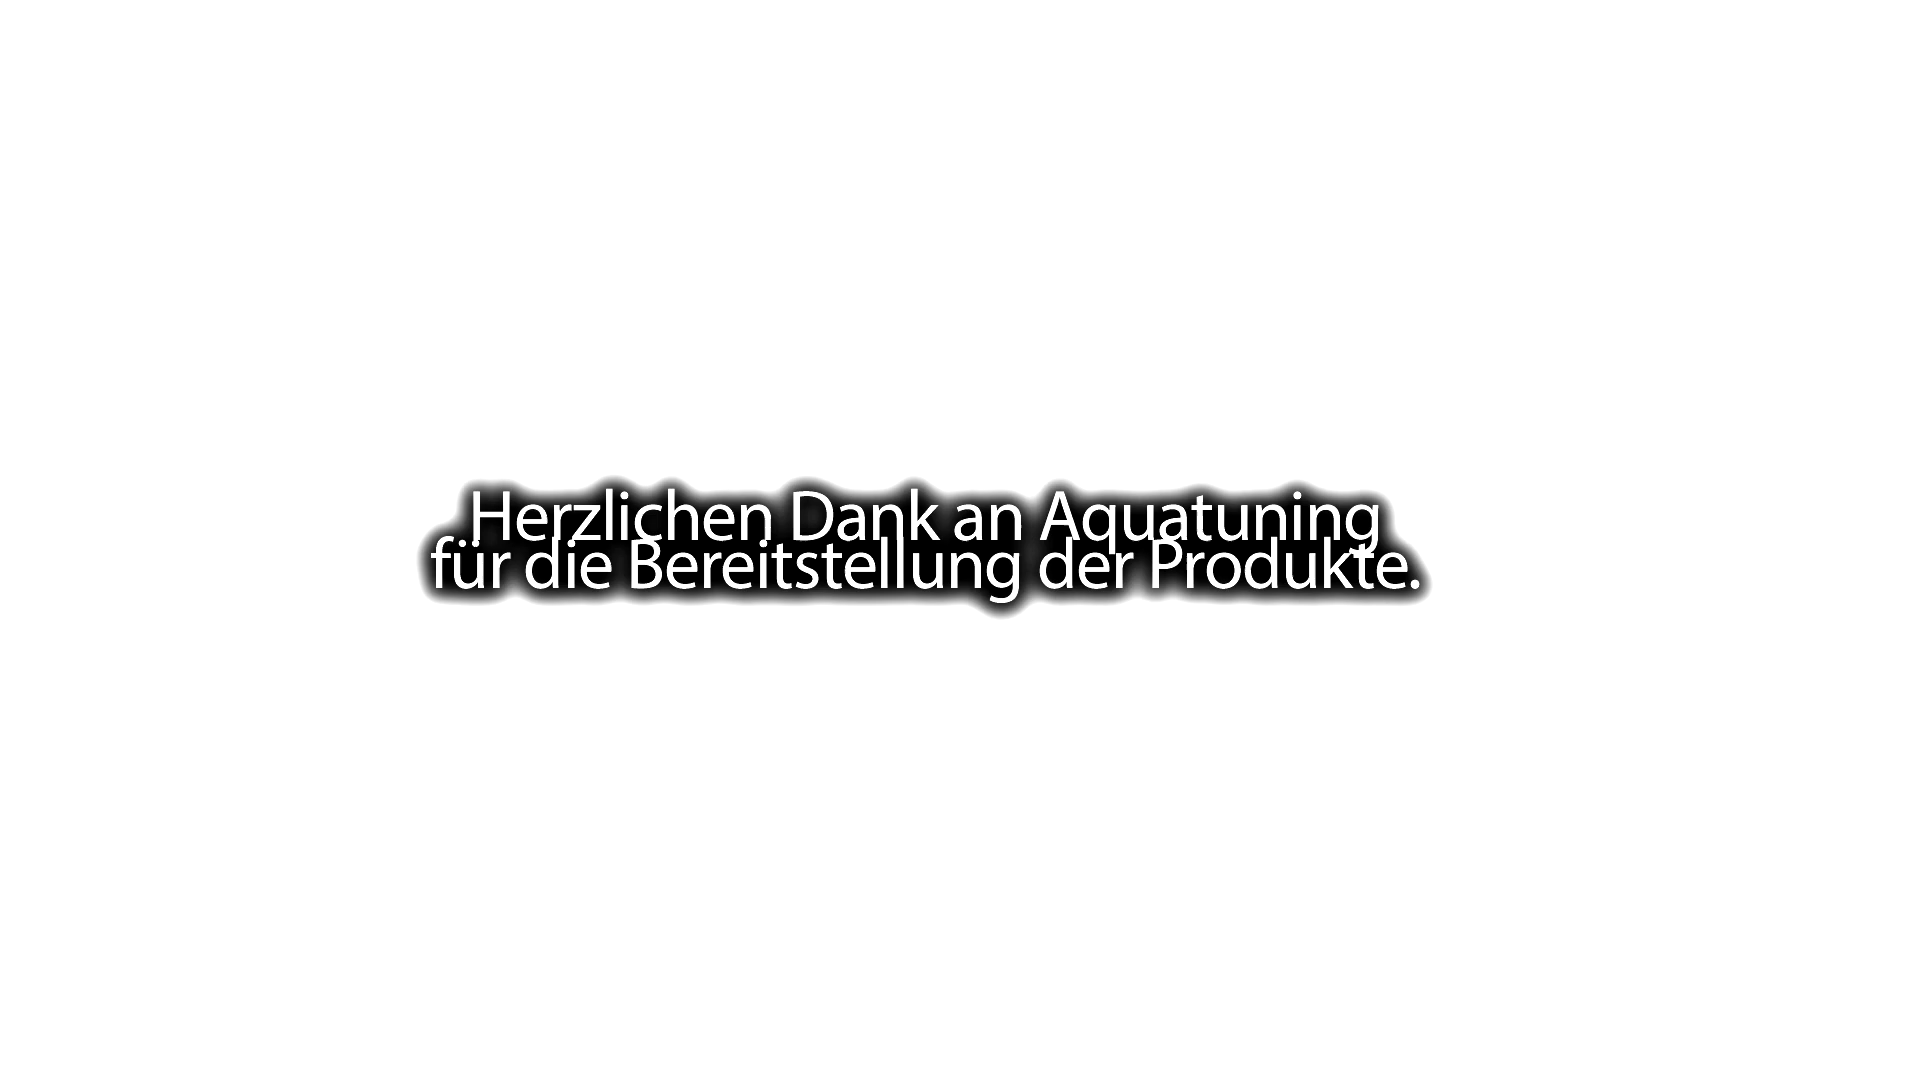 Herzlichen Dank an Aquatuning
für die Bereitstellung der Produkte.